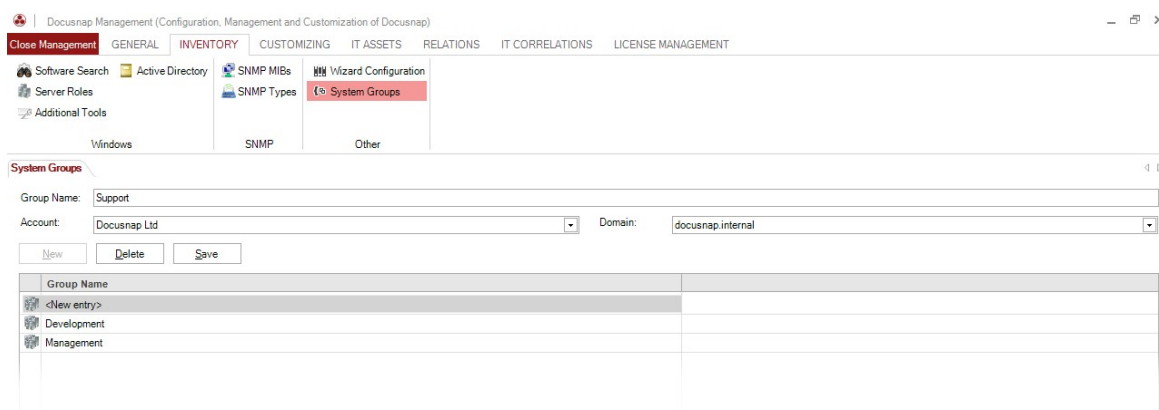 Docusnap Management (Configuration, Management and Customization of Docusnap)
Close Management GENERAL INVENTORY CUSTOMIZING IT ASSETS RELATIONS IT CORRELATIONS LICENSE MANAGEMENT
Software Search Active Directory SNMP MIBs Wizard Configuration
Server Roles SNMP Types System Groups
Additional Tools
Windows SNMP Other
System Groups
Group Name: Support
Account: Docusnap Ltd Domain: docusnap.internal
New Delete Save
Group Name
<New entry>
Development
Management